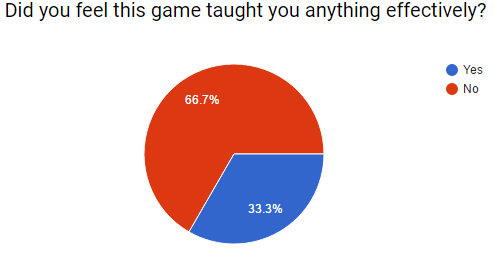 Did you feel this game taught you anything effectively?
Yes
No
66.7%
33.3%